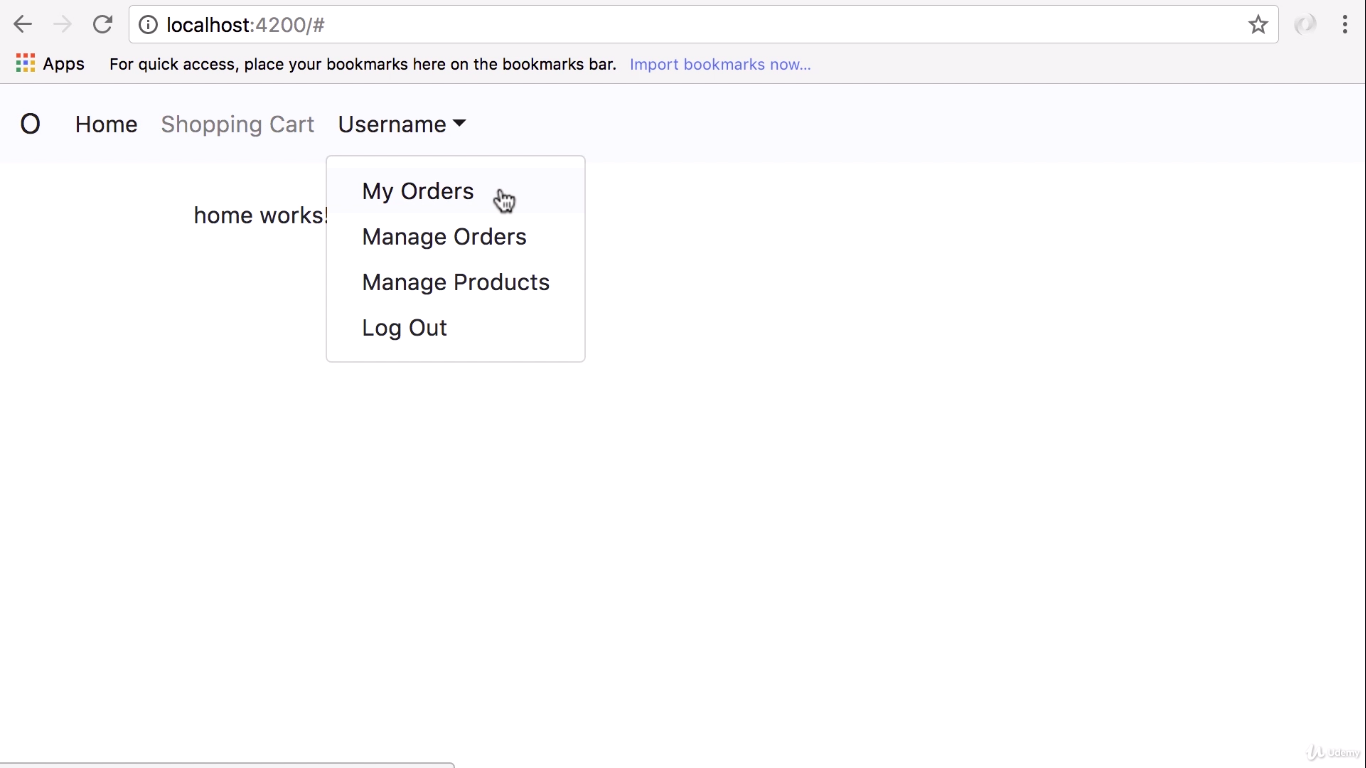 localhost:4200/#
Apps For quick access, place your bookmarks here on the bookmarks bar. Import bookmarks now...
O Home Shopping Cart Username
My Orders
home works!
Manage Orders
Manage Products
Log Out
Udemy